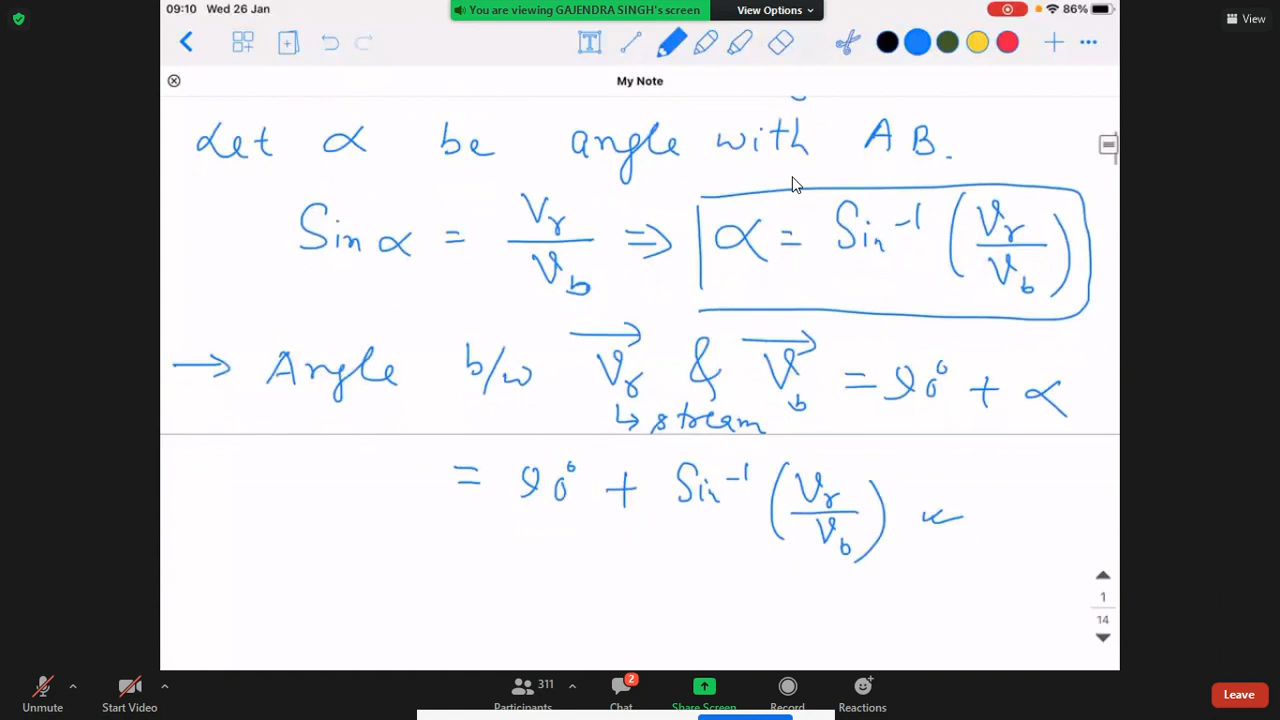 09:10 Wed 26 Jan
You are viewing GAJENDRA SINGH's screen
View Options
86%
View
My Note
Let α be angle with AB.
Sin α = Vr/Vb => α = Sin⁻¹ (Vr/Vb)
→ Angle b/w Vr & Vb = 90° + α
↳ stream
= 90° + Sin⁻¹ (Vr/Vb)
1
14
Unmute
Start Video
311
Participants
2
Chat
Share Screen
Record
Reactions
Leave